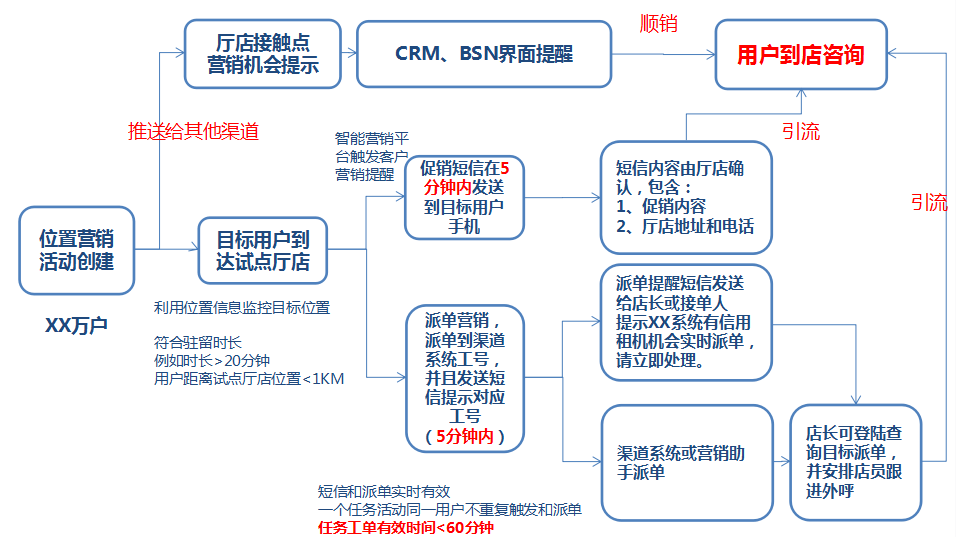 厅店接触点
营销机会提示
CRM、BSN界面提醒
顺销
用户到店咨询
推送给其他渠道
引流
智能营销平
台触发客户
营销提醒
促销短信在5
分钟内发送
到目标用户
手机
短信内容由厅店确
认，包含：
1、促销内容
2、厅店地址和电话
引流
位置营销
活动创建
XX万户
目标用户到
达试点厅店
利用位置信息监控目标位置
符合驻留时长
例如时长>20分钟
用户距离试点厅店位置<1KM
派单营销，
派单到渠道
系统工号，
并且发送短
信提示对应
工号
（5分钟内）
派单提醒短信发送
给店长或接单人
提示XX系统有信用
租机机会实时派单，
请立即处理。
渠道系统或营销助
手派单
店长可登陆查
询目标派单，
并安排店员跟
进外呼
短信和派单实时有效
一个任务活动同一用户不重复触发和派单
任务工单有效时间<60分钟